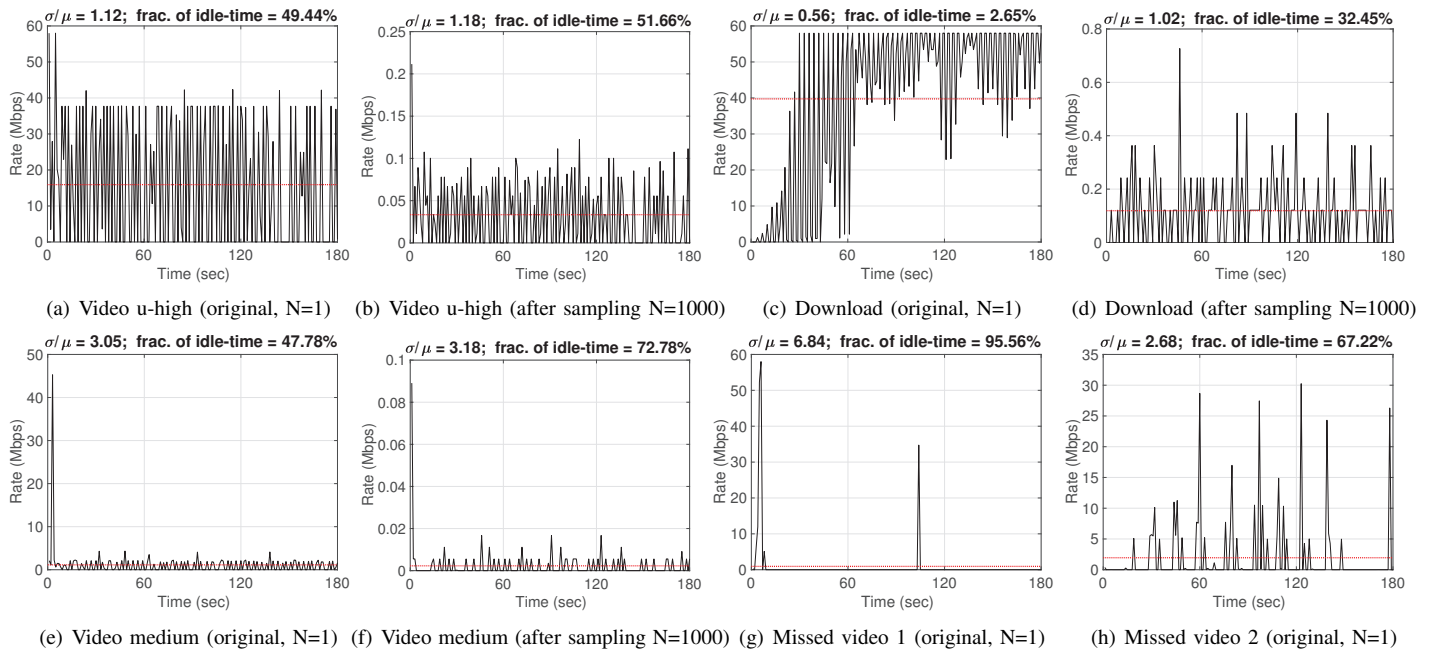 σ/μ = 1.12; frac. of idle-time = 49.44%
60
50
40
30
20
10
0
Rate (Mbps)
0 60 120 180
Time (sec)
(a) Video u-high (original, N=1)
σ/μ = 1.18; frac. of idle-time = 51.66%
0.25
0.2
0.15
0.1
0.05
0
Rate (Mbps)
0 60 120 180
Time (sec)
(b) Video u-high (after sampling N=1000)
σ/μ = 0.56; frac. of idle-time = 2.65%
60
50
40
30
20
10
0
Rate (Mbps)
0 60 120 180
Time (sec)
(c) Download (original, N=1)
σ/μ = 1.02; frac. of idle-time = 32.45%
0.8
0.6
0.4
0.2
0
Rate (Mbps)
0 60 120 180
Time (sec)
(d) Download (after sampling N=1000)
σ/μ = 3.05; frac. of idle-time = 47.78%
50
40
30
20
10
0
Rate (Mbps)
0 60 120 180
Time (sec)
(e) Video medium (original, N=1)
σ/μ = 3.18; frac. of idle-time = 72.78%
0.1
0.08
0.06
0.04
0.02
0
Rate (Mbps)
0 60 120 180
Time (sec)
(f) Video medium (after sampling N=1000)
σ/μ = 6.84; frac. of idle-time = 95.56%
60
50
40
30
20
10
0
Rate (Mbps)
0 60 120 180
Time (sec)
(g) Missed video 1 (original, N=1)
σ/μ = 2.68; frac. of idle-time = 67.22%
35
30
25
20
15
10
5
0
Rate (Mbps)
0 60 120 180
Time (sec)
(h) Missed video 2 (original, N=1)